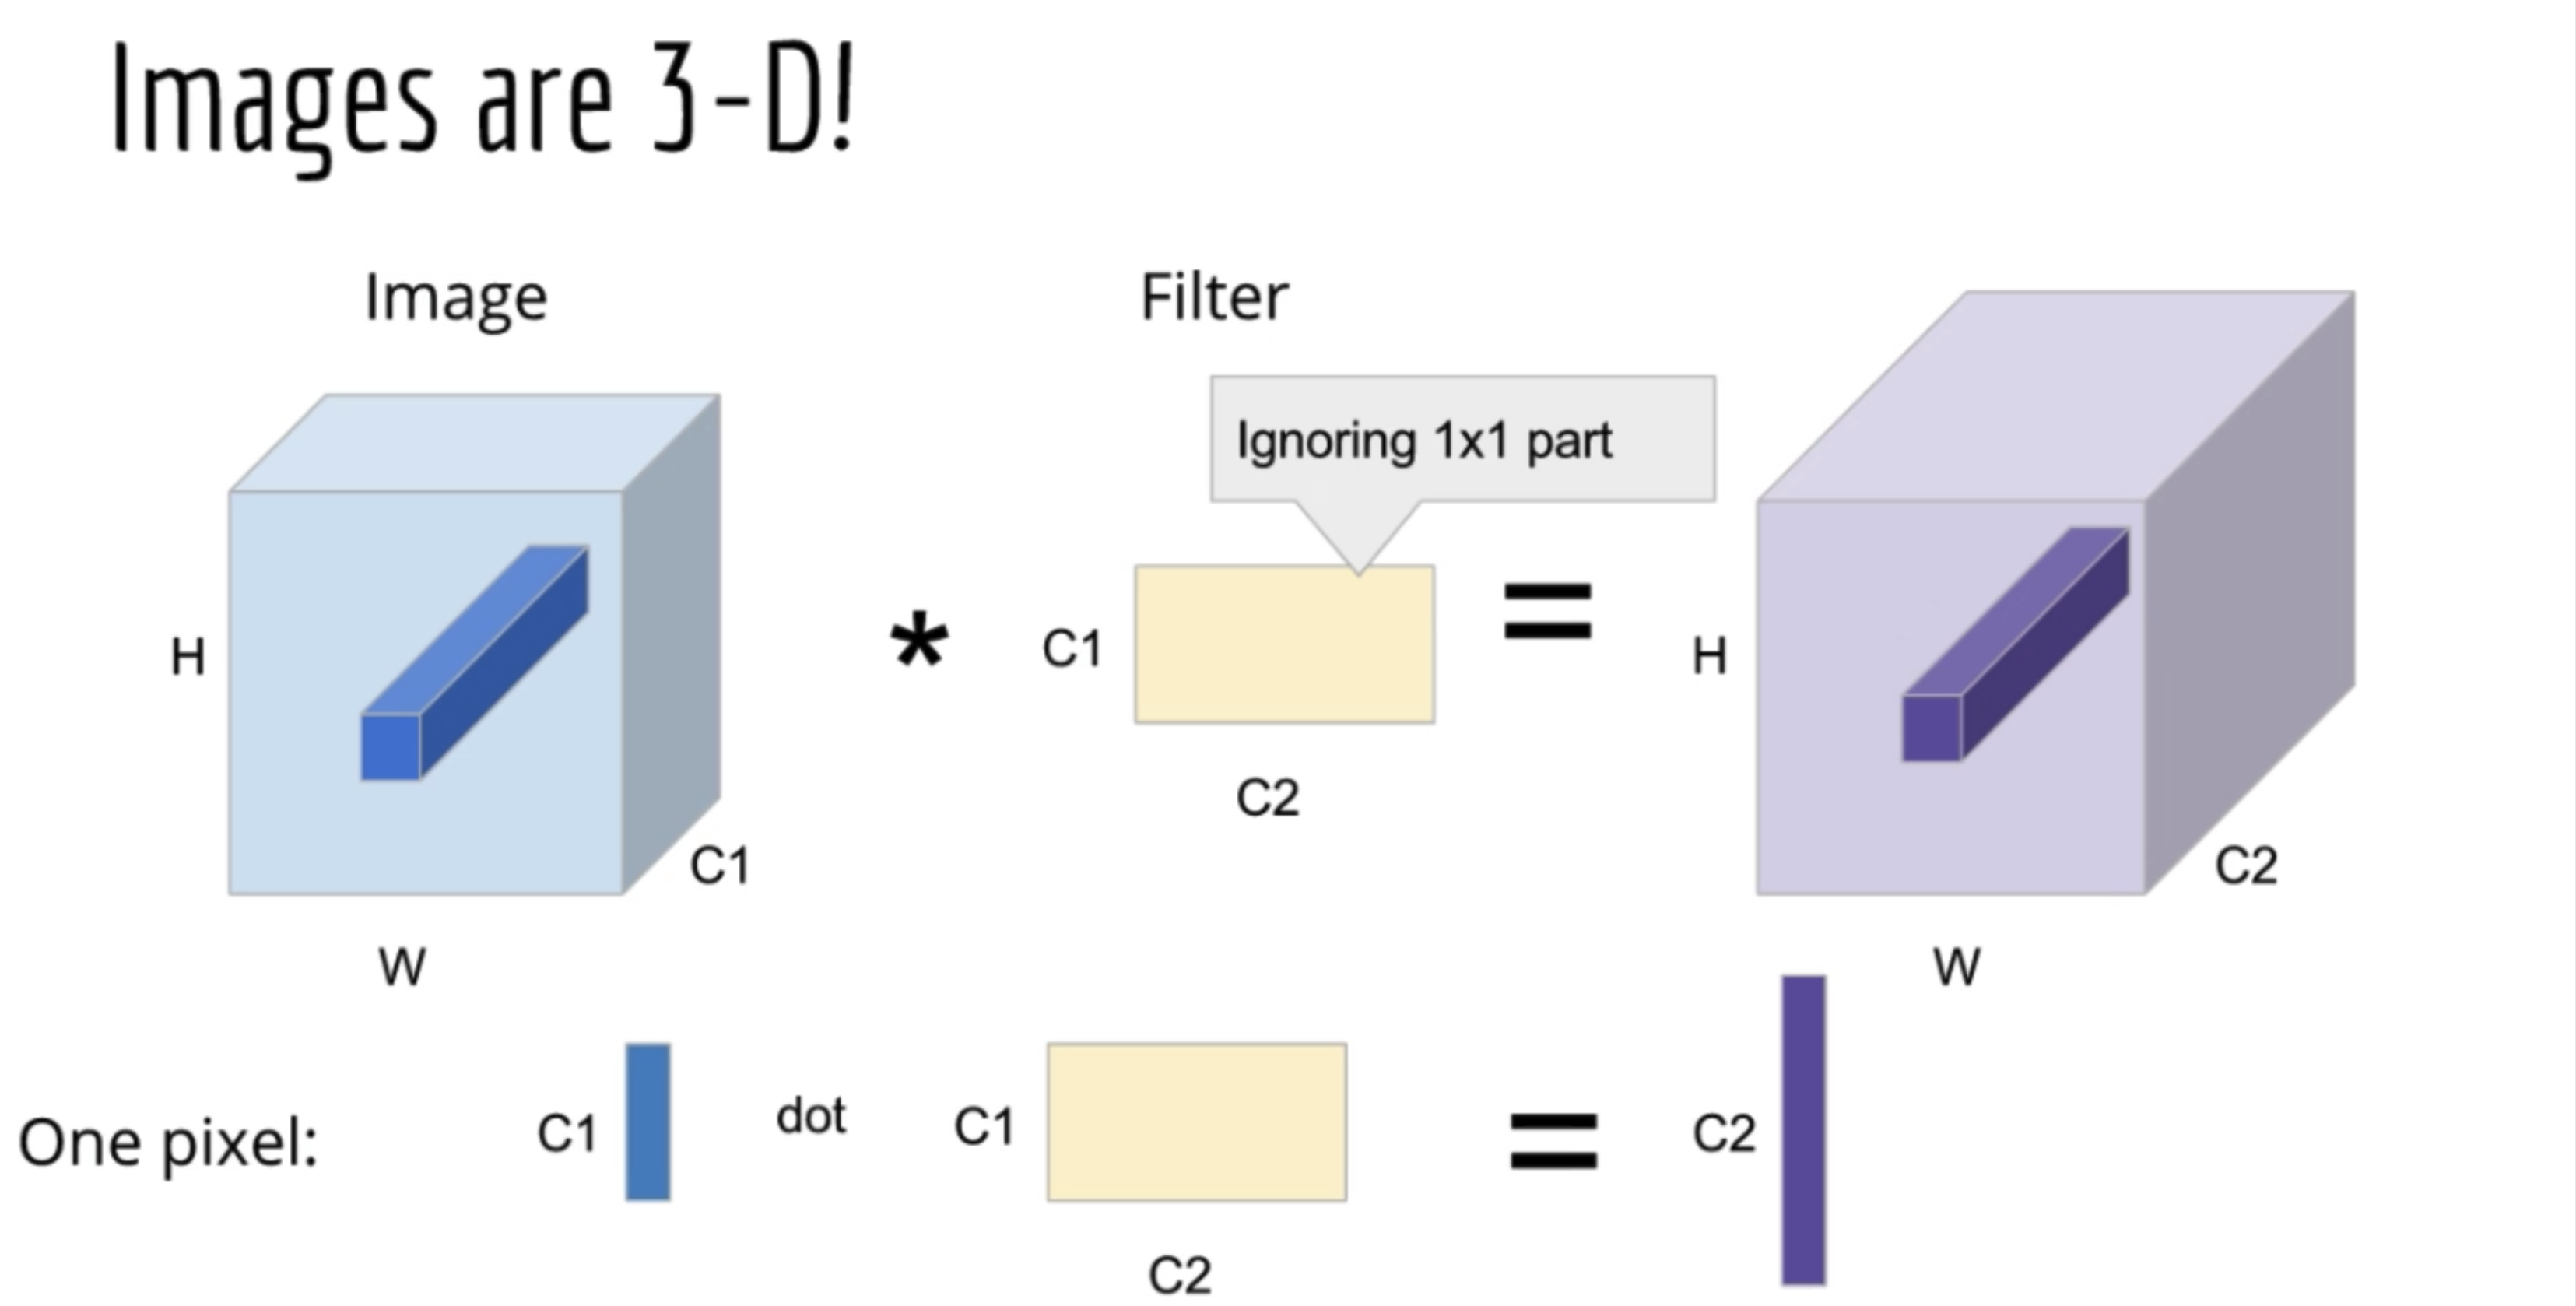 Images are 3-D!
Image
Filter
Ignoring 1x1 part
H
*
C1
=
H
C2
C1
C2
W
W
One pixel:
C1
dot
C1
=
C2
C2